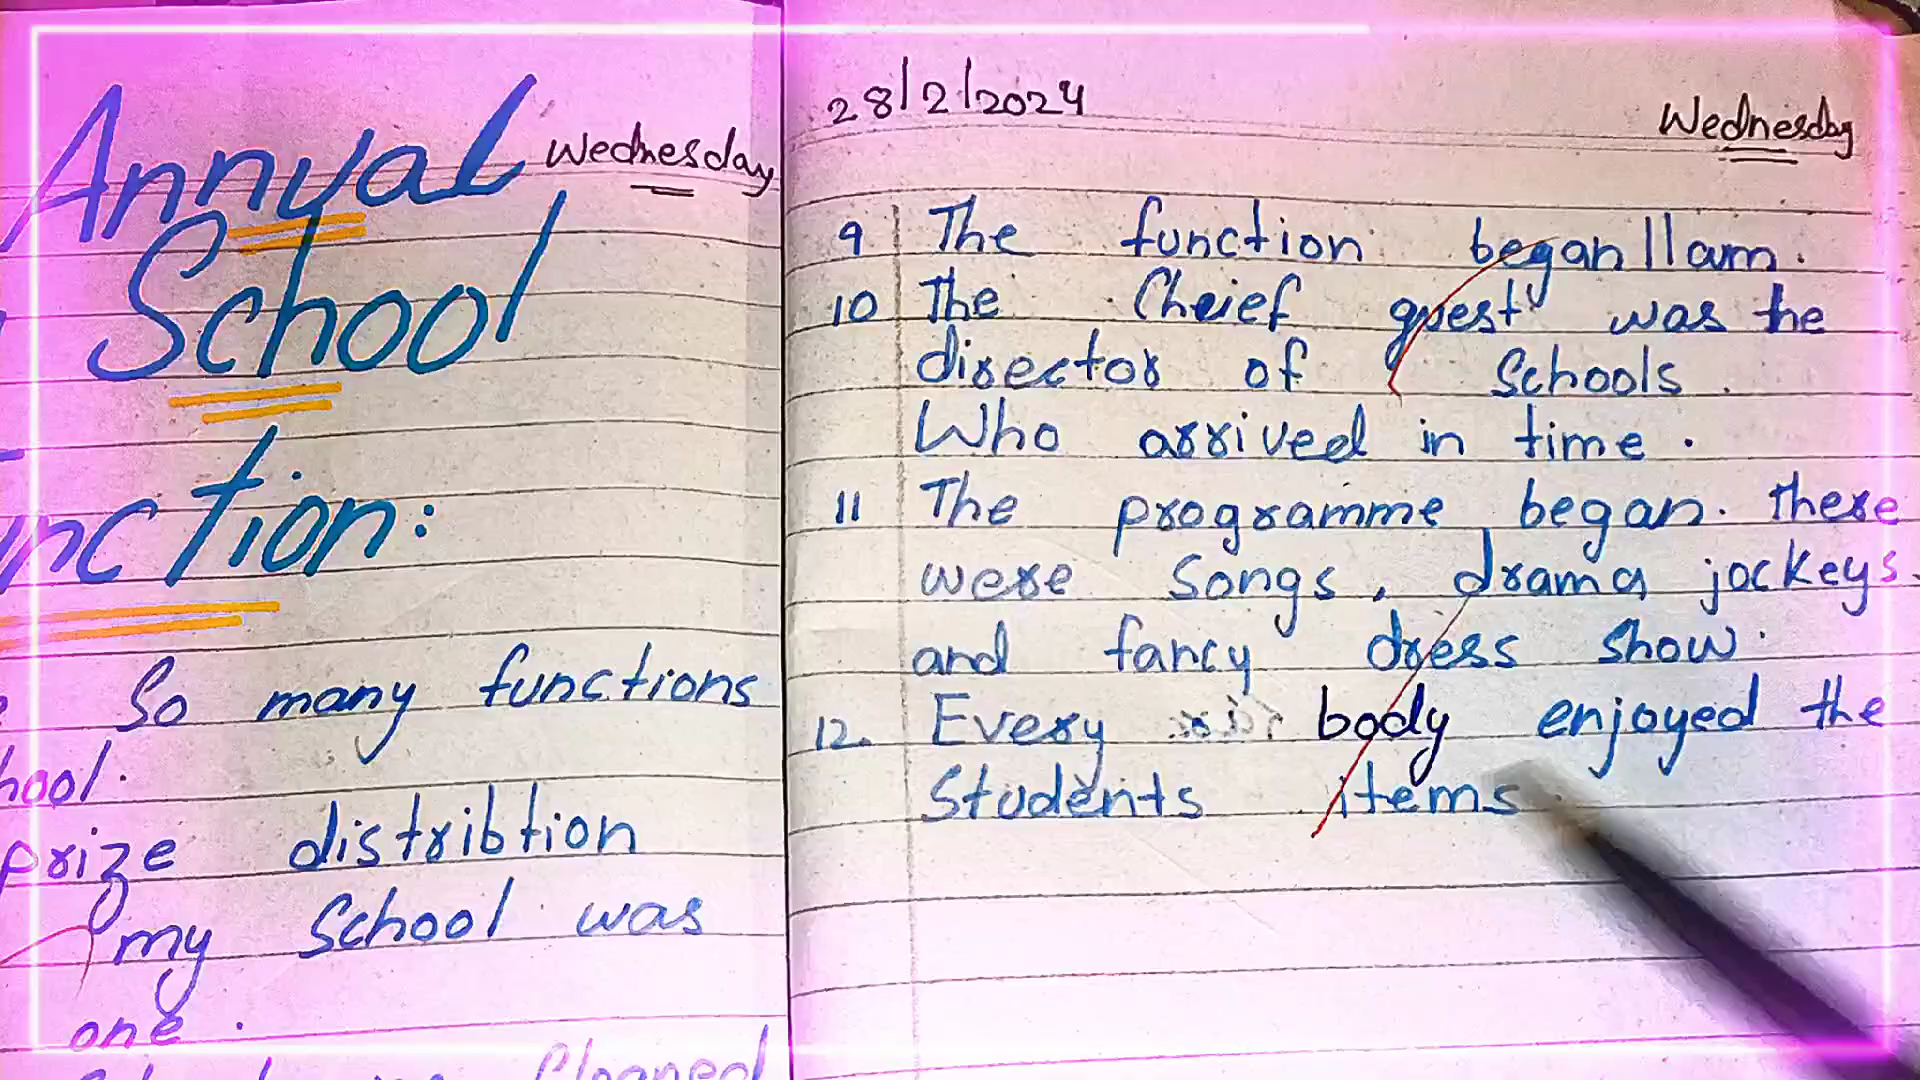 Annual
School
nction:
Wednesday
So many functions
hool.
prize distribtion
my School was
one.
Cleaned
28/2/2024
Wednesday
9 The function began 11am.
10 The Cheief guest was the
director of Schools.
Who arrived in time.
11 The programme began. there
were Songs, drama jockeys
and fancy dress show.
12. Every body enjoyed the
Students items